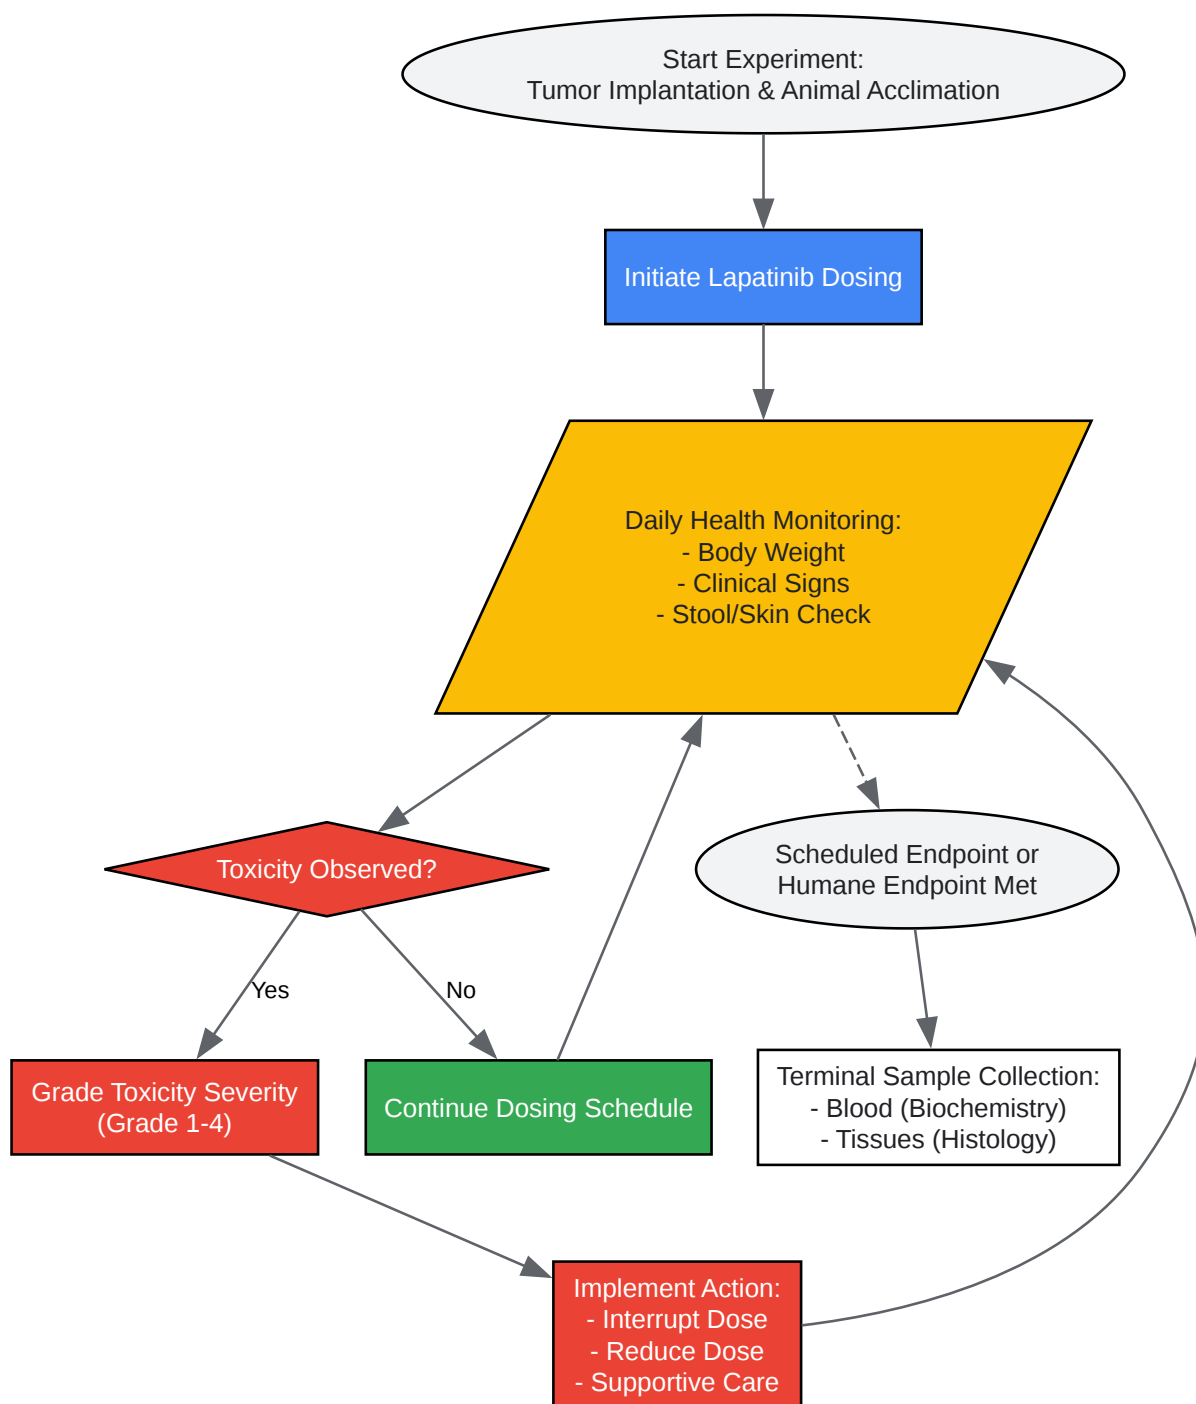 Start Experiment:
Tumor Implantation & Animal Acclimation
Initiate Lapatinib Dosing
Daily Health Monitoring:
- Body Weight
- Clinical Signs
- Stool/Skin Check
Toxicity Observed?
Scheduled Endpoint or
Humane Endpoint Met
Yes
No
Grade Toxicity Severity
(Grade 1-4)
Continue Dosing Schedule
Terminal Sample Collection:
- Blood (Biochemistry)
- Tissues (Histology)
Implement Action:
- Interrupt Dose
- Reduce Dose
- Supportive Care